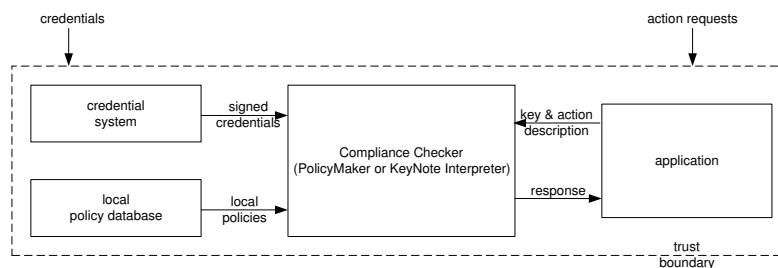 credentials
action requests
credential
system
signed
credentials
local
policy database
local
policies
Compliance Checker
(PolicyMaker or KeyNote Interpreter)
key & action
description
response
application
trust
boundary